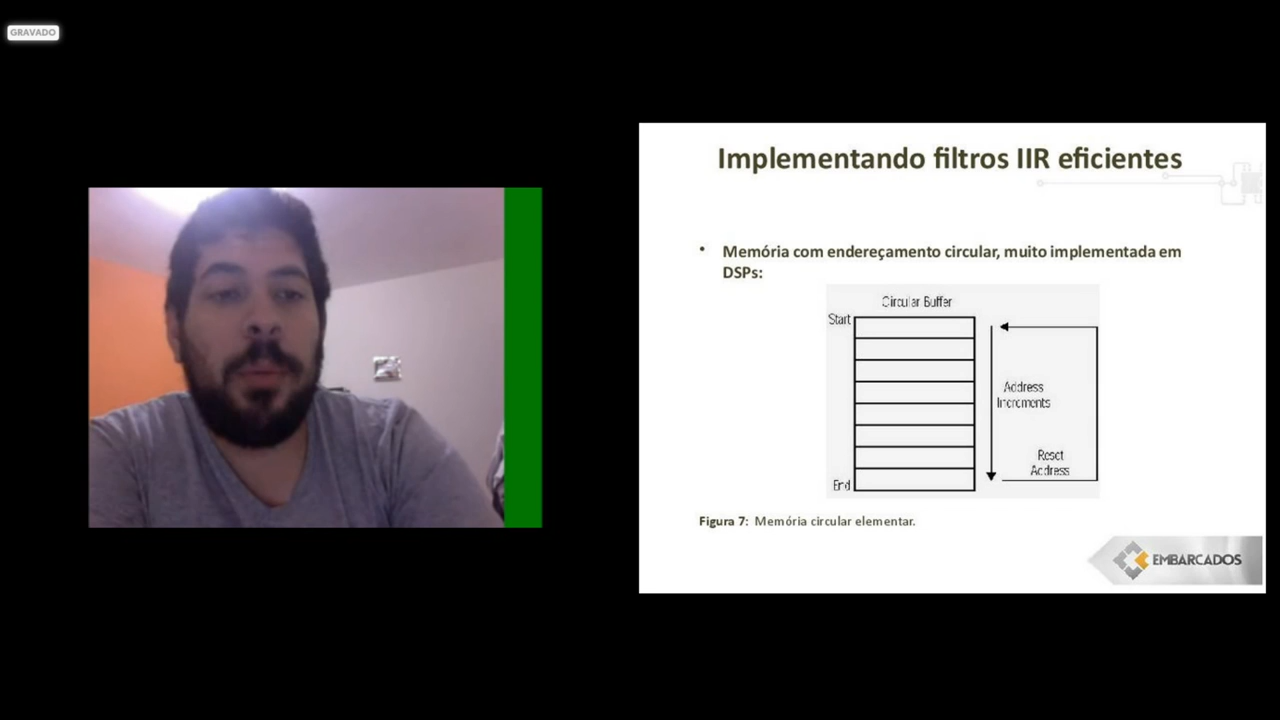 GRAVADO
Implementando filtros IIR eficientes
• Memória com endereçamento circular, muito implementada em
DSPs:
Circular Buffer
Start
Address
Increments
Reset
Address
End
Figura 7: Memória circular elementar.
EMBARCADOS